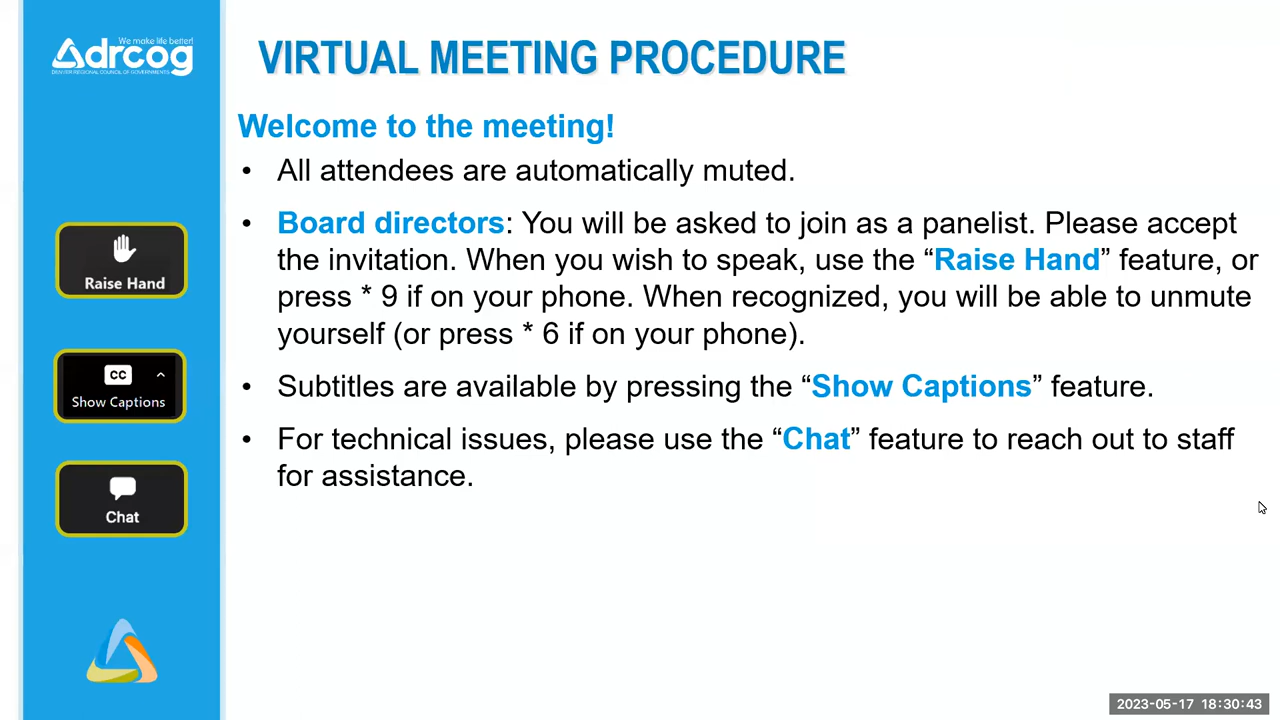 We make life better!
drcog
DENVER REGIONAL COUNCIL OF GOVERNMENTS
VIRTUAL MEETING PROCEDURE
Welcome to the meeting!
• All attendees are automatically muted.
• Board directors: You will be asked to join as a panelist. Please accept
the invitation. When you wish to speak, use the “Raise Hand” feature, or
press * 9 if on your phone. When recognized, you will be able to unmute
yourself (or press * 6 if on your phone).
• Subtitles are available by pressing the “Show Captions” feature.
• For technical issues, please use the “Chat” feature to reach out to staff
for assistance.
Raise Hand
CC
Show Captions
Chat
2023-05-17 18:30:43